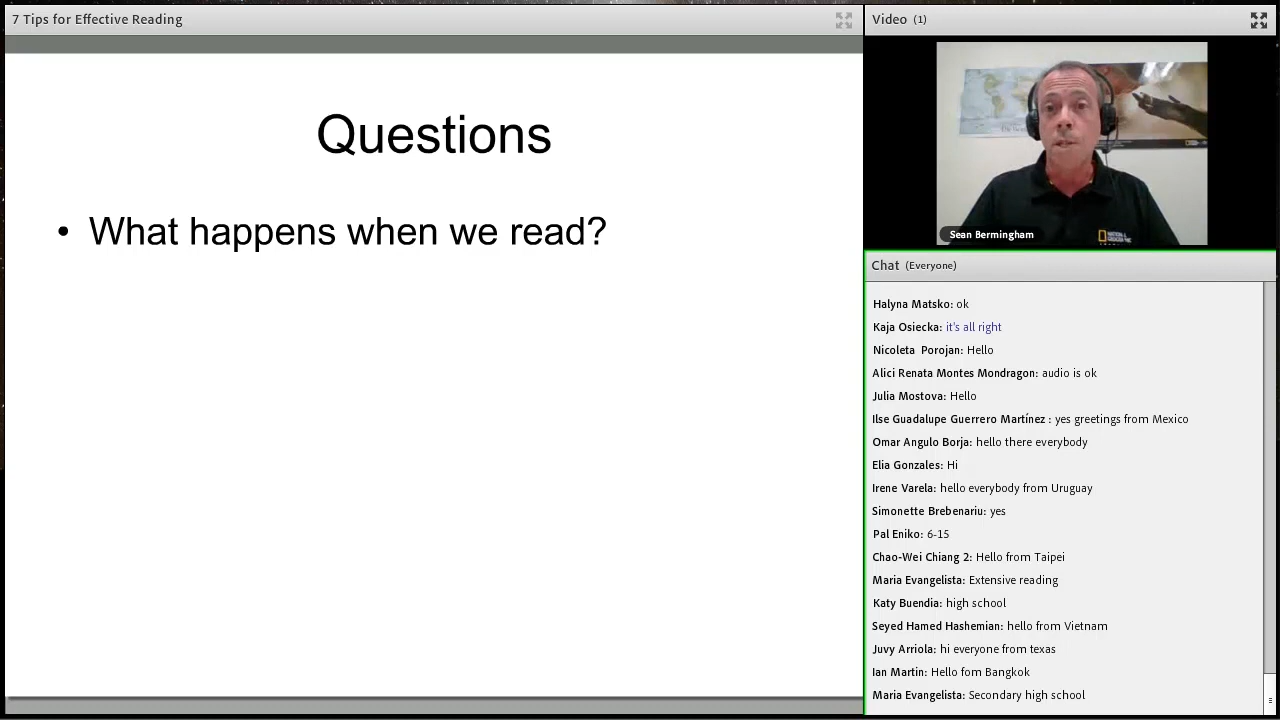 7 Tips for Effective Reading
Questions
• What happens when we read?
Video (1)
Sean Bermingham
Chat (Everyone)
Halyna Matsko: ok
Kaja Osiecka: it's all right
Nicoleta Porojan: Hello
Alici Renata Montes Mondragon: audio is ok
Julia Mostova: Hello
Ilse Guadalupe Guerrero Martínez : yes greetings from Mexico
Omar Angulo Borja: hello there everybody
Elia Gonzales: Hi
Irene Varela: hello everybody from Uruguay
Simonette Brebenariu: yes
Pal Eniko: 6-15
Chao-Wei Chiang 2: Hello from Taipei
Maria Evangelista: Extensive reading
Katy Buendia: high school
Seyed Hamed Hashemian: hello from Vietnam
Juvy Arriola: hi everyone from texas
Ian Martin: Hello fom Bangkok
Maria Evangelista: Secondary high school